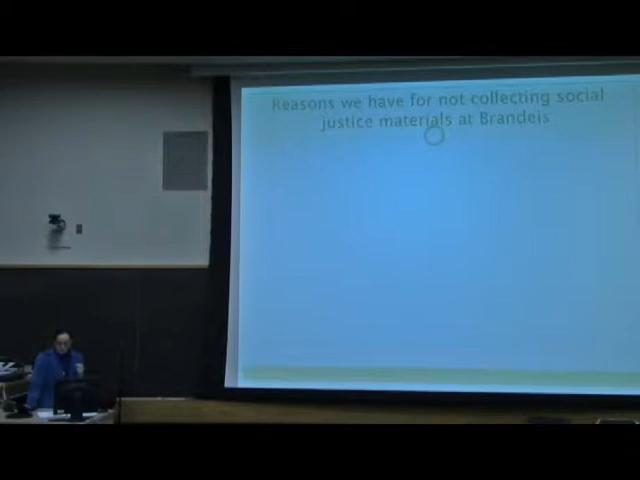 Reasons we have for not collecting social
justice materials at Brandeis